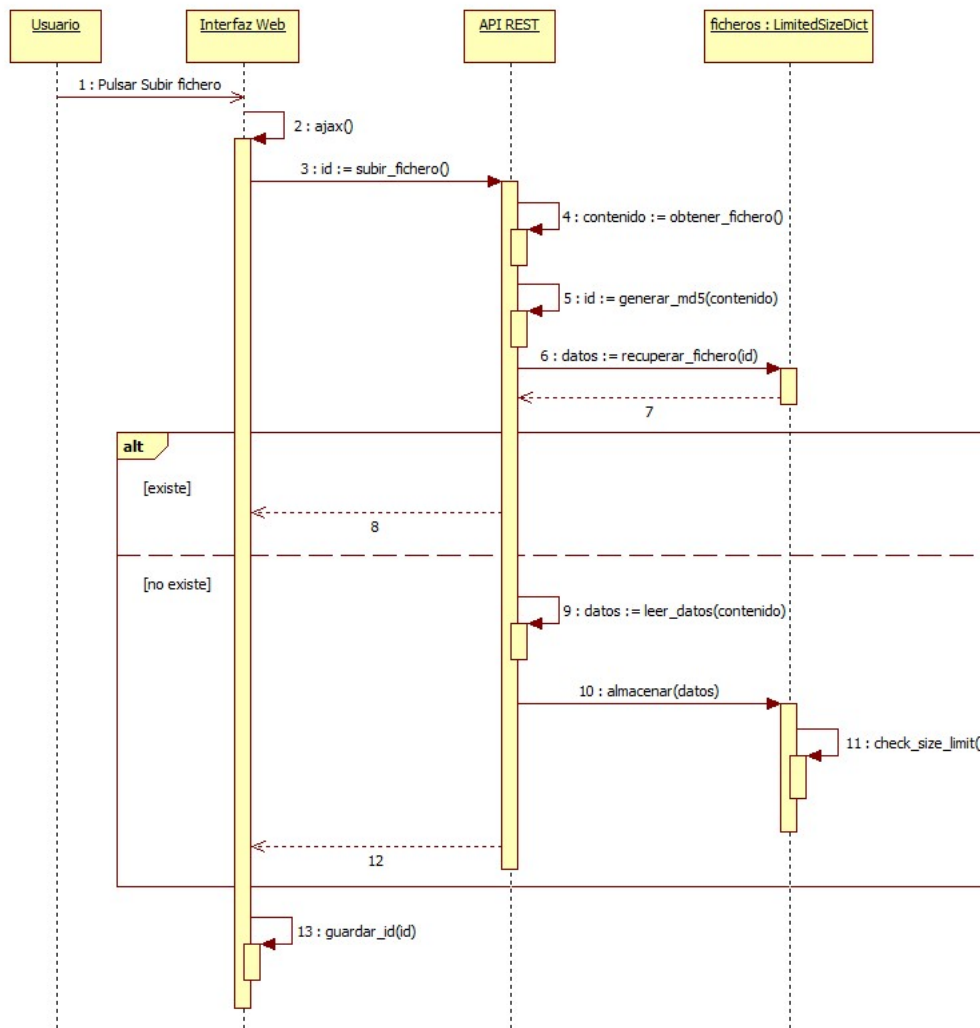 Usuario
Interfaz Web
API REST
ficheros : LimitedSizeDict
1 : Pulsar Subir fichero
2 : ajax()
3 : id := subir_fichero()
4 : contenido := obtener_fichero()
5 : id := generar_md5(contenido)
6 : datos := recuperar_fichero(id)
7
alt
[existe]
8
[no existe]
9 : datos := leer_datos(contenido)
10 : almacenar(datos)
11 : check_size_limit()
12
13 : guardar_id(id)